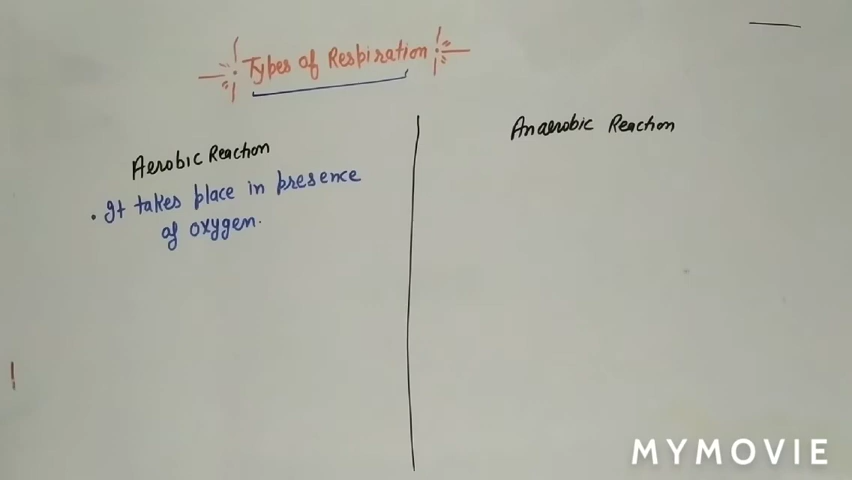 Types of Respiration
Aerobic Reaction
. It takes place in presence
of oxygen.
Anaerobic Reaction
MYMOVIE